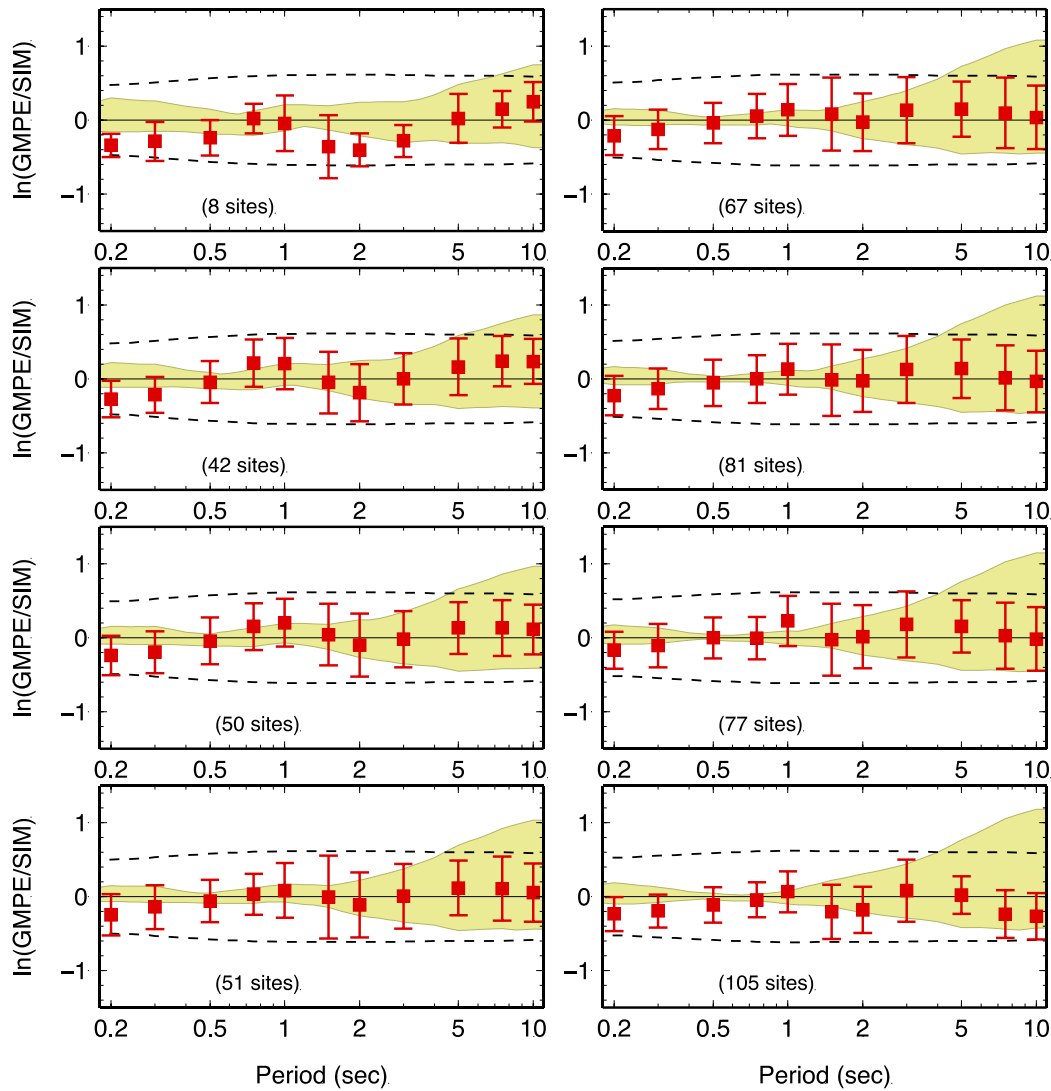 ln(GMPE/SIM)
1
0
−1
(8 sites)
0.2 0.5 1 2 5 10
1
0
−1
(67 sites)
0.2 0.5 1 2 5 10
ln(GMPE/SIM)
1
0
−1
(42 sites)
0.2 0.5 1 2 5 10
1
0
−1
(81 sites)
0.2 0.5 1 2 5 10
ln(GMPE/SIM)
1
0
−1
(50 sites)
0.2 0.5 1 2 5 10
1
0
−1
(77 sites)
0.2 0.5 1 2 5 10
ln(GMPE/SIM)
1
0
−1
(51 sites)
0.2 0.5 1 2 5 10
Period (sec)
1
0
−1
(105 sites)
0.2 0.5 1 2 5 10
Period (sec)